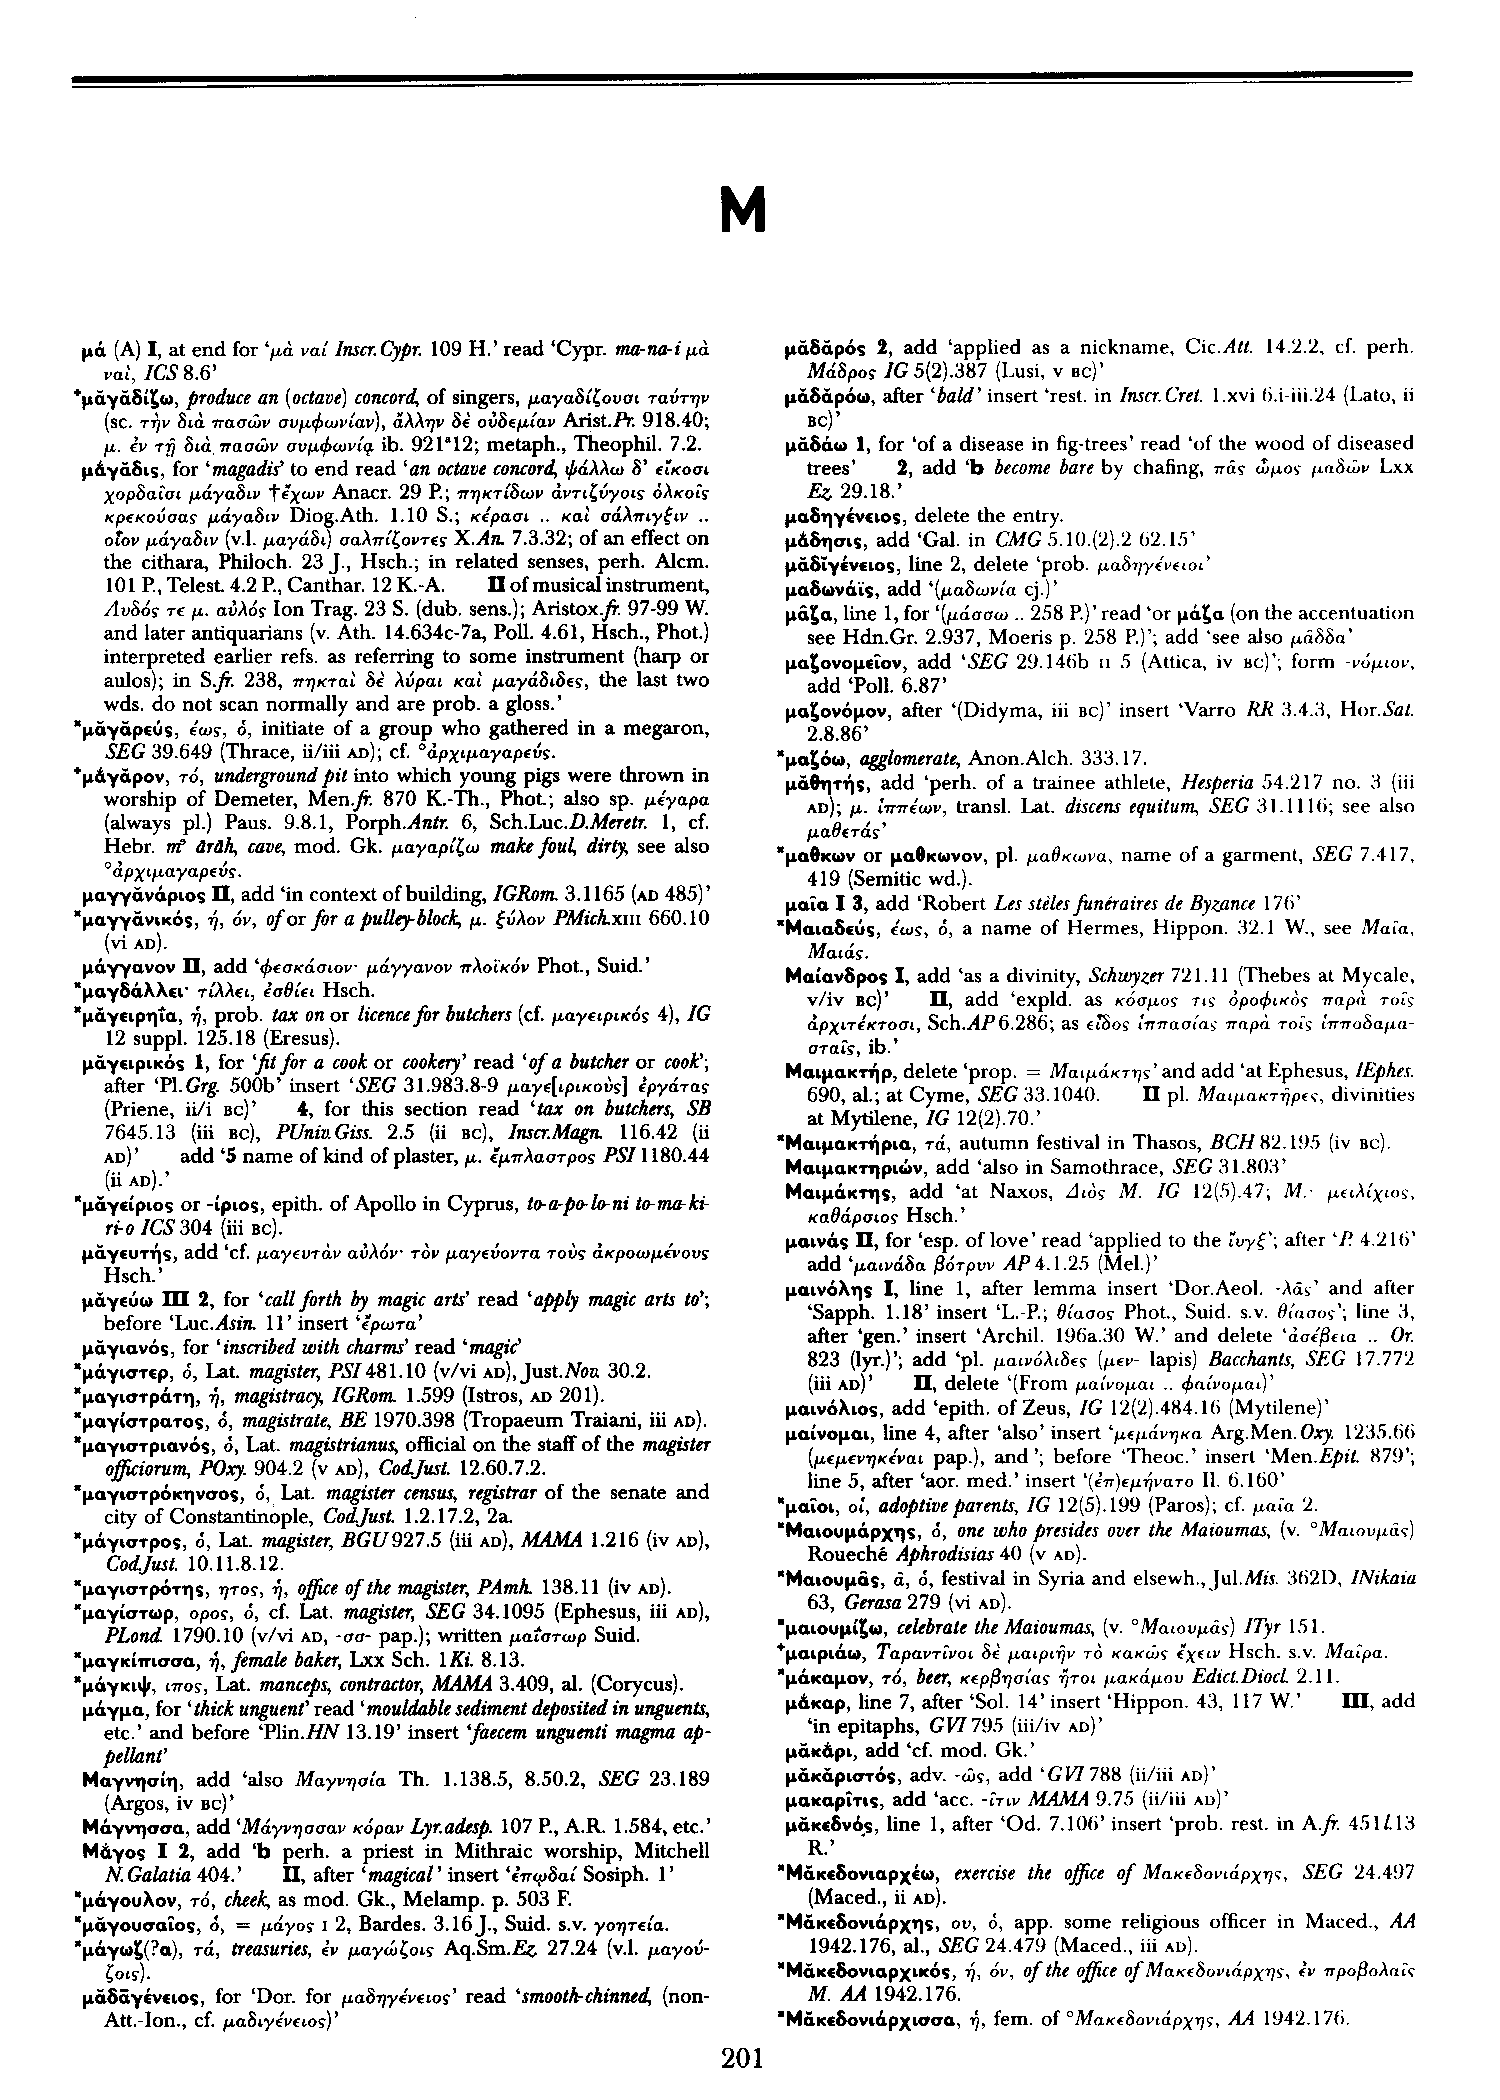 M
μά (A) I, at end for ‘μὰ ναί Inscr.Cypr. 109 H.’ read ‘Cypr. ma-na-i μὰ
ναὶ, ICS 8.6’
⁺μᾰγᾰδίζω, produce an (octave) concord, of singers, μαγαδίζουσι ταύτην
(sc. τὴν διὰ πασῶν συμφωνίαν), ἄλλην δὲ οὐδεμίαν Arist.Pr. 918.40;
μ. ἐν τῇ διὰ πασῶν συμφωνίᾳ ib. 921ᵃ12; metaph., Theophil. 7.2.
μάγᾰδις, for ‘magadis’ to end read ‘an octave concord, ψάλλω δ’ εἴκοσι
χορδαῖσι μάγαδιν †ἔχων Anacr. 29 P.; πηκτίδων ἀντιζύγοις ὁλκοῖς
κρεκούσας μάγαδιν Diog.Ath. 1.10 S.; κέρασι .. καὶ σάλπιγξιν ..
οἷον μάγαδιν (v.l. μαγάδι) σαλπίζοντες X.An. 7.3.32; of an effect on
the cithara, Philoch. 23 J., Hsch.; in related senses, perh. Alcm.
101 P., Telest. 4.2 P., Canthar. 12 K.-A. II of musical instrument,
Λυδός τε μ. αὐλός Ion Trag. 23 S. (dub. sens.); Aristox.fr. 97-99 W.
and later antiquarians (v. Ath. 14.634c-7a, Poll. 4.61, Hsch., Phot.)
interpreted earlier refs. as referring to some instrument (harp or
aulos); in S.fr. 238, πηκταὶ δὲ λύραι καὶ μαγάδιδες, the last two
wds. do not scan normally and are prob. a gloss.’
*μᾰγᾰρεύς, έως, ὁ, initiate of a group who gathered in a megaron,
SEG 39.649 (Thrace, ii/iii AD); cf. °ἀρχιμαγαρεύς.
⁺μάγᾰρον, τό, underground pit into which young pigs were thrown in
worship of Demeter, Men.fr. 870 K.-Th., Phot.; also sp. μέγαρα
(always pl.) Paus. 9.8.1, Porph.Antr. 6, Sch.Luc.D.Meretr. 1, cf.
Hebr. mᵉ ārāh, cave, mod. Gk. μαγαρίζω make foul, dirty, see also
°ἀρχιμαγαρεύς.
μαγγᾰνάριος II, add ‘in context of building, IGRom. 3.1165 (AD 485)’
*μαγγᾰνικός, ή, όν, of or for a pulley-block, μ. ξύλον PMich.XIII 660.10
(vi AD).
μάγγανον II, add ‘φεσκάσιον· μάγγανον πλοϊκόν Phot., Suid.’
*μαγδάλλει· τίλλει, ἐσθίει Hsch.
*μᾰγειρηΐα, ἡ, prob. tax on or licence for butchers (cf. μαγειρικός 4), IG
12 suppl. 125.18 (Eresus).
μᾰγειρικός 1, for ‘fit for a cook or cookery’ read ‘of a butcher or cook’;
after ‘Pl.Grg. 500b’ insert ‘SEG 31.983.8-9 μαγε[ιρικοὺς] ἐργάτας
(Priene, ii/i BC)’ 4, for this section read ‘tax on butchers, SB
7645.13 (iii BC), PUniv.Giss. 2.5 (ii BC), Inscr.Magn. 116.42 (ii
AD)’ add ‘5 name of kind of plaster, μ. ἔμπλαστρος PSI 1180.44
(ii AD).’
*μᾰγείριος or -ίριος, epith. of Apollo in Cyprus, to-a-po-lo-ni to-ma-ki-
ri-o ICS 304 (iii BC).
μᾰγευτής, add ‘cf. μαγευτὰν αὐλόν· τὸν μαγεύοντα τοὺς ἀκροωμένους
Hsch.’
μᾰγεύω III 2, for ‘call forth by magic arts’ read ‘apply magic arts to’;
before ‘Luc.Asin. 11’ insert ‘ἔρωτα’
μᾰγιανός, for ‘inscribed with charms’ read ‘magic’
*μάγιστερ, ὁ, Lat. magister, PSI 481.10 (v/vi AD), Just.Nov. 30.2.
*μαγιστράτη, ἡ, magistracy, IGRom. 1.599 (Istros, AD 201).
*μαγίστρατος, ὁ, magistrate, BE 1970.398 (Tropaeum Traiani, iii AD).
*μαγιστριανός, ὁ, Lat. magistrianus, official on the staff of the magister
officiorum, POxy. 904.2 (v AD), Cod.Just. 12.60.7.2.
*μαγιστρόκηνσος, ὁ, Lat. magister census, registrar of the senate and
city of Constantinople, Cod.Just. 1.2.17.2, 2a.
*μάγιστρος, ὁ, Lat. magister, BGU 927.5 (iii AD), MAMA 1.216 (iv AD),
Cod.Just. 10.11.8.12.
*μαγιστρότης, ητος, ἡ, office of the magister, PAmh. 138.11 (iv AD).
*μαγίστωρ, ορος, ὁ, cf. Lat. magister, SEG 34.1095 (Ephesus, iii AD),
PLond. 1790.10 (v/vi AD, -σσ- pap.); written μαΐστωρ Suid.
*μαγκίπισσα, ἡ, female baker, Lxx Sch. 1Ki. 8.13.
*μάγκιψ, ιπος, Lat. manceps, contractor, MAMA 3.409, al. (Corycus).
μάγμα, for ‘thick unguent’ read ‘mouldable sediment deposited in unguents,
etc.’ and before ‘Plin.HN 13.19’ insert ‘faecem unguenti magma ap-
pellant’
Μαγνησίη, add ‘also Μαγνησία Th. 1.138.5, 8.50.2, SEG 23.189
(Argos, iv BC)’
Μάγνησσα, add ‘Μάγνησσαν κόραν Lyr.adesp. 107 P., A.R. 1.584, etc.’
Μάγος I 2, add ‘b perh. a priest in Mithraic worship, Mitchell
N.Galatia 404.’ II, after ‘magical’ insert ‘ἐπῳδαί Sosiph. 1’
*μάγουλον, τό, cheek, as mod. Gk., Melamp. p. 503 F.
*μᾰγουσαῖος, ὁ, = μάγος I 2, Bardes. 3.16 J., Suid. s.v. γοητεία.
*μάγωζ(?α), τά, treasuries, ἐν μαγώζοις Aq.Sm.Ez. 27.24 (v.l. μαγού-
ζοις).
μᾰδᾱγένειος, for ‘Dor. for μαδηγένειος’ read ‘smooth-chinned, (non-
Att.-Ion., cf. μαδιγένειος)’
μᾰδᾰρός 2, add ‘applied as a nickname, Cic.Att. 14.2.2, cf. perh.
Μάδρος IG 5(2).387 (Lusi, v BC)’
μᾰδᾰρόω, after ‘bald’ insert ‘rest. in Inscr.Cret. 1.xvi 6.i-iii.24 (Lato, ii
BC)’
μᾰδάω 1, for ‘of a disease in fig-trees’ read ‘of the wood of diseased
trees’ 2, add ‘b become bare by chafing, πᾶς ὦμος μαδῶν Lxx
Ez. 29.18.’
μαδηγένειος, delete the entry.
μάδησις, add ‘Gal. in CMG 5.10.(2).2 62.15’
μᾰδῐγένειος, line 2, delete ‘prob. μαδηγένειοι’
μαδωνάϊς, add ‘(μαδωνία cj.)’
μᾶζα, line 1, for ‘(μάσσω .. 258 P.)’ read ‘or μάζα (on the accentuation
see Hdn.Gr. 2.937, Moeris p. 258 P.)’; add ‘see also μάδδα’
μαζονομεῖον, add ‘SEG 29.146b II 5 (Attica, iv BC)’; form -νόμιον,
add ‘Poll. 6.87’
μαζονόμον, after ‘(Didyma, iii BC)’ insert ‘Varro RR 3.4.3, Hor.Sat.
2.8.86’
*μαζόω, agglomerate, Anon.Alch. 333.17.
μᾰθητής, add ‘perh. of a trainee athlete, Hesperia 54.217 no. 3 (iii
AD); μ. ἱππέων, transl. Lat. discens equitum, SEG 31.1116; see also
μαθετάς’
*μαθκων or μαθκωνον, pl. μαθκωνα, name of a garment, SEG 7.417,
419 (Semitic wd.).
μαῖα I 3, add ‘Robert Les stèles funéraires de Byzance 176’
*Μαιαδεύς, έως, ὁ, a name of Hermes, Hippon. 32.1 W., see Μαῖα,
Μαιάς.
Μαίανδρος I, add ‘as a divinity, Schwyzer 721.11 (Thebes at Mycale,
v/iv BC)’ II, add ‘expld. as κόσμος τις ὀροφικὸς παρὰ τοῖς
ἀρχιτέκτοσι, Sch.AP 6.286; as εἶδος ἱππασίας παρὰ τοῖς ἱπποδαμα-
σταῖς, ib.’
Μαιμακτήρ, delete ‘prop. = Μαιμάκτης’ and add ‘at Ephesus, IEphes.
690, al.; at Cyme, SEG 33.1040. II pl. Μαιμακτῆρες, divinities
at Mytilene, IG 12(2).70.’
*Μαιμακτήρια, τά, autumn festival in Thasos, BCH 82.195 (iv BC).
Μαιμακτηριών, add ‘also in Samothrace, SEG 31.803’
Μαιμάκτης, add ‘at Naxos, Διὸς Μ. IG 12(5).47; Μ.· μειλίχιος,
καθάρσιος Hsch.’
μαινάς II, for ‘esp. of love’ read ‘applied to the ἴυγξ’; after ‘P. 4.216’
add ‘μαινάδα βότρυν AP 4.1.25 (Mel.)’
μαινόλης I, line 1, after lemma insert ‘Dor.Aeol. -λᾱς’ and after
‘Sapph. 1.18’ insert ‘L.-P.; θίασος Phot., Suid. s.v. θίασος’; line 3,
after ‘gen.’ insert ‘Archil. 196a.30 W.’ and delete ‘ἀσέβεια .. Or.
823 (lyr.)’; add ‘pl. μαινόλιδες (μεν- lapis) Bacchants, SEG 17.772
(iii AD)’ II, delete ‘(From μαίνομαι .. φαίνομαι)’
μαινόλιος, add ‘epith. of Zeus, IG 12(2).484.16 (Mytilene)’
μαίνομαι, line 4, after ‘also’ insert ‘μεμάνηκα Arg.Men.Oxy. 1235.66
(μεμενηκέναι pap.), and ’; before ‘Theoc.’ insert ‘Men.Epit. 879’;
line 5, after ‘aor. med.’ insert ‘(ἐπ)εμήνατο Il. 6.160’
*μαῖοι, οἱ, adoptive parents, IG 12(5).199 (Paros); cf. μαῖα 2.
*Μαιουμάρχης, ὁ, one who presides over the Maioumas, (v. °Μαιουμᾶς)
Roueché Aphrodisias 40 (v AD).
*Μαιουμᾶς, ᾶ, ὁ, festival in Syria and elsewh., Jul.Mis. 362D, INikaia
63, Gerasa 279 (vi AD).
*μαιουμίζω, celebrate the Maioumas, (v. °Μαιουμᾶς) ITyr 151.
⁺μαιριάω, Ταραντῖνοι δὲ μαιριῆν τὸ κακῶς ἔχειν Hsch. s.v. Μαῖρα.
*μάκαμον, τό, beer, κερβησίας ἤτοι μακάμου Edict.Diocl. 2.11.
μάκαρ, line 7, after ‘Sol. 14’ insert ‘Hippon. 43, 117 W.’ III, add
‘in epitaphs, GVI 795 (iii/iv AD)’
μᾰκᾰρι, add ‘cf. mod. Gk.’
μᾰκᾰριστός, adv. -ῶς, add ‘GVI 788 (ii/iii AD)’
μακαρῖτις, add ‘acc. -ῖτιν MAMA 9.75 (ii/iii AD)’
μᾰκεδνός, line 1, after ‘Od. 7.106’ insert ‘prob. rest. in A.fr. 451l.13
R.’
*Μᾰκεδονιαρχέω, exercise the office of Μακεδονιάρχης, SEG 24.497
(Maced., ii AD).
*Μᾰκεδονιάρχης, ου, ὁ, app. some religious officer in Maced., AA
1942.176, al., SEG 24.479 (Maced., iii AD).
*Μᾰκεδονιαρχικός, ή, όν, of the office of Μακεδονιάρχης, ἐν προβολαῖς
Μ. AA 1942.176.
*Μᾰκεδονιάρχισσα, ἡ, fem. of °Μακεδονιάρχης, AA 1942.176.
201